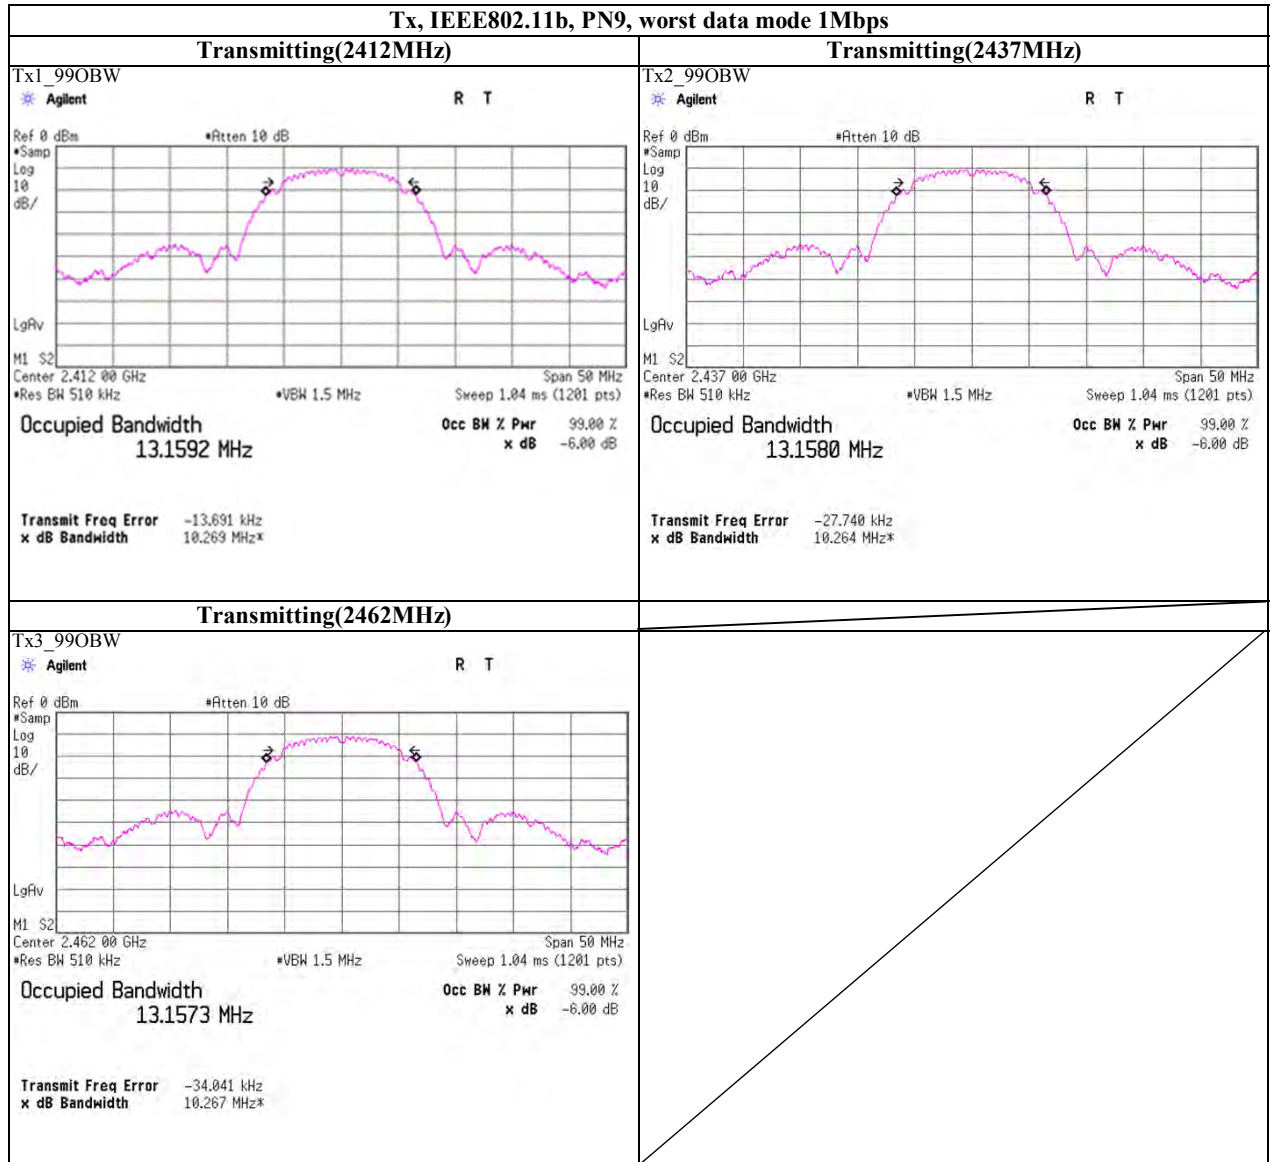 Tx, IEEE802.11b, PN9, worst data mode 1Mbps
Transmitting(2412MHz)
Tx1_99OBW
Agilent
R T
Ref 0 dBm
#Atten 10 dB
#Samp
Log
10
dB/
LgAv
M1 S2
Center 2.412 00 GHz
Span 50 MHz
#Res BW 510 kHz
#VBW 1.5 MHz
Sweep 1.04 ms (1201 pts)
Occupied Bandwidth
13.1592 MHz
Occ BW % Pwr 99.00 %
x dB -6.00 dB
Transmit Freq Error -13.691 kHz
x dB Bandwidth 10.269 MHz*
Transmitting(2437MHz)
Tx2_99OBW
Agilent
R T
Ref 0 dBm
#Atten 10 dB
#Samp
Log
10
dB/
LgAv
M1 S2
Center 2.437 00 GHz
Span 50 MHz
#Res BW 510 kHz
#VBW 1.5 MHz
Sweep 1.04 ms (1201 pts)
Occupied Bandwidth
13.1580 MHz
Occ BW % Pwr 99.00 %
x dB -6.00 dB
Transmit Freq Error -27.740 kHz
x dB Bandwidth 10.264 MHz*
Transmitting(2462MHz)
Tx3_99OBW
Agilent
R T
Ref 0 dBm
#Atten 10 dB
#Samp
Log
10
dB/
LgAv
M1 S2
Center 2.462 00 GHz
Span 50 MHz
#Res BW 510 kHz
#VBW 1.5 MHz
Sweep 1.04 ms (1201 pts)
Occupied Bandwidth
13.1573 MHz
Occ BW % Pwr 99.00 %
x dB -6.00 dB
Transmit Freq Error -34.041 kHz
x dB Bandwidth 10.267 MHz*